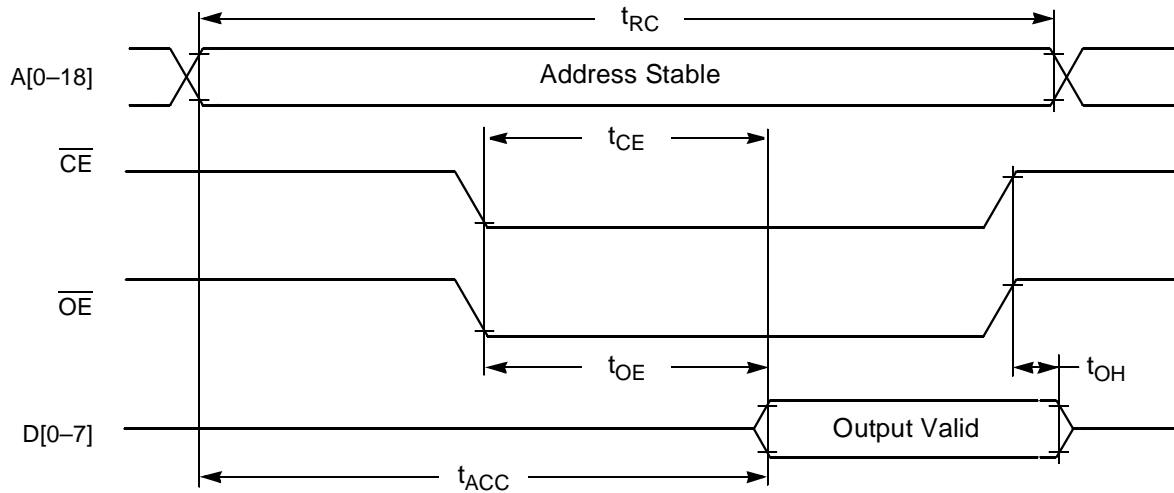 tRC
A[0–18]
Address Stable
tCE
CE
OE
tOE
tOH
D[0–7]
Output Valid
tACC